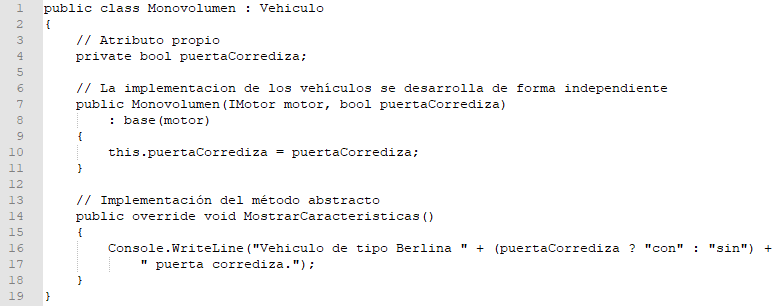 1 public class Monovolumen : Vehiculo
2 {
3 // Atributo propio
4 private bool puertaCorrediza;
5
6 // La implementacion de los vehículos se desarrolla de forma independiente
7 public Monovolumen(IMotor motor, bool puertaCorrediza)
8 : base(motor)
9 {
10 this.puertaCorrediza = puertaCorrediza;
11 }
12
13 // Implementación del método abstracto
14 public override void MostrarCaracteristicas()
15 {
16 Console.WriteLine("Vehiculo de tipo Berlina " + (puertaCorrediza ? "con" : "sin") +
17 " puerta corrediza.");
18 }
19 }